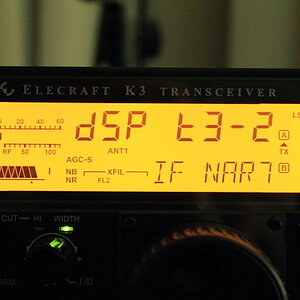 ELECRAFT K3 TRANSCEIVER
20 40 60
dSP t3-2
A
RF 50 100
ANT1
TX
AGC-S
NB XFIL
NR FL2
I
IF NAR7
B
CUT HI WIDTH
I/II